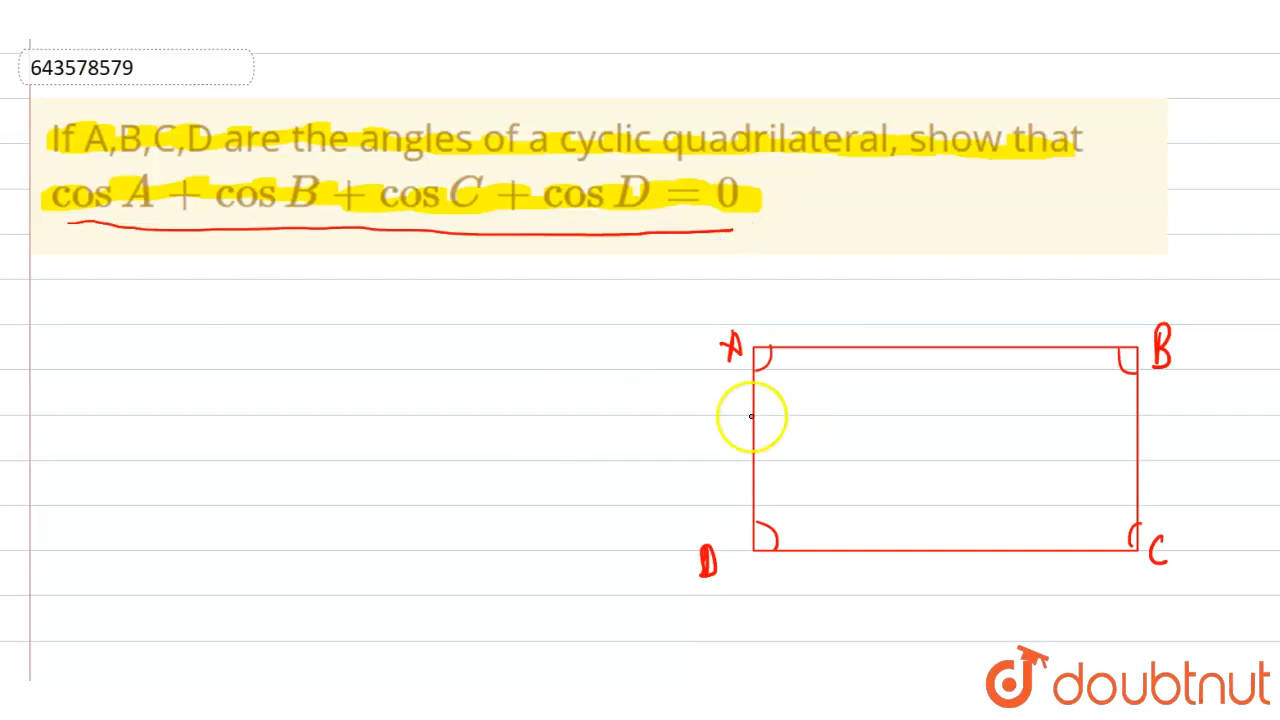 643578579
If A,B,C,D are the angles of a cyclic quadrilateral, show that
cos A + cos B + cos C + cos D = 0
A
B
D
C
doubtnut